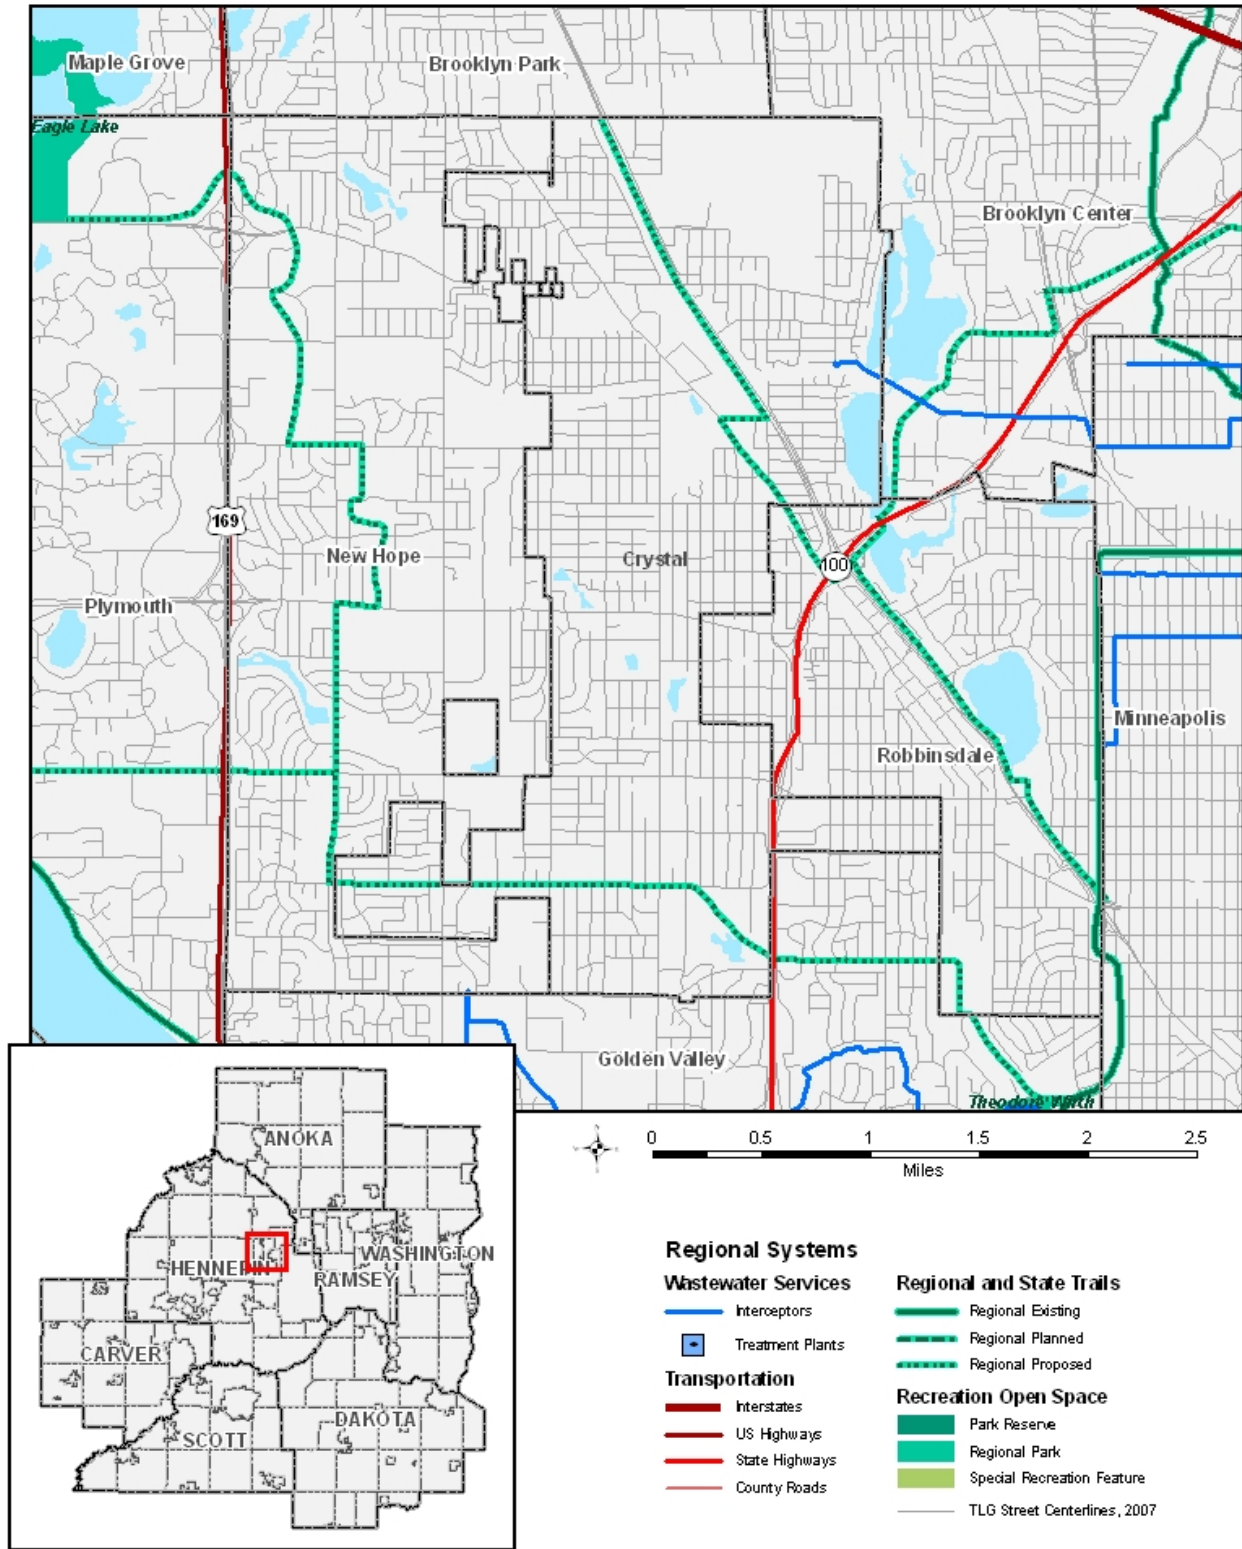 Maple Grove
Brooklyn Park
Eagle Lake
Brooklyn Center
169
New Hope
Crystal
100
Plymouth
Minneapolis
Robbinsdale
Golden Valley
Theodore Wirth
ANOKA
WASHINGTON
HENNEPIN
RAMSEY
CARVER
DAKOTA
SCOTT
0 0.5 1 1.5 2 2.5
Miles
Regional Systems
Wastewater Services
Interceptors
Treatment Plants
Transportation
Interstates
US Highways
State Highways
County Roads
Regional and State Trails
Regional Existing
Regional Planned
Regional Proposed
Recreation Open Space
Park Reserve
Regional Park
Special Recreation Feature
TLG Street Centerlines, 2007